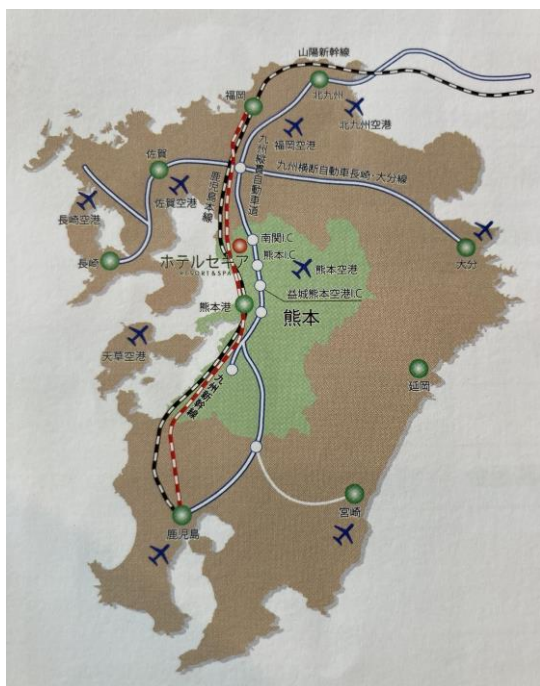 山陽新幹線
福岡
北九州
北九州空港
福岡空港
九州縦貫自動車道
佐賀
佐賀空港
鹿児島本線
九州横断自動車長崎・大分線
長崎空港
長崎
大分
南関I.C
ホテルセキア
RESORT&SPA
熊本I.C
熊本空港
益城熊本空港I.C
熊本港
熊本
天草空港
九州新幹線
延岡
宮崎
鹿児島